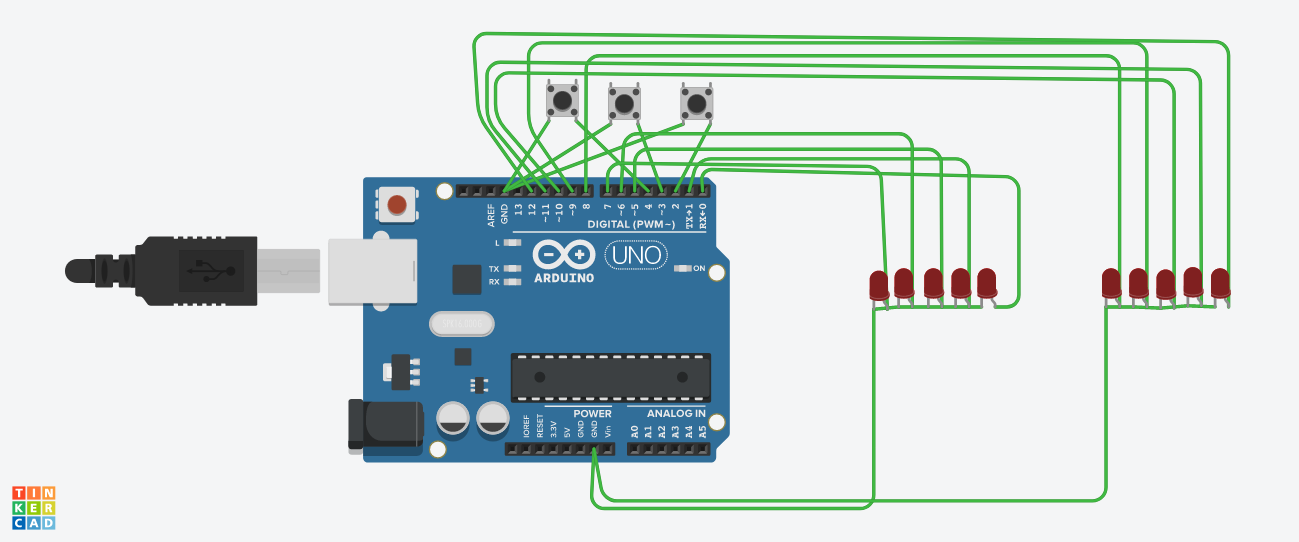 AREF
GND
13
12
~11
~10
~9
8
7
~6
~5
4
~3
2
TX→1
RX←0
DIGITAL (PWM~)
L
TX
RX
UNO
ARDUINO
ON
POWER
ANALOG IN
IOREF
RESET
3.3V
5V
GND
GND
Vin
A0
A1
A2
A3
A4
A5
TIN
KER
CAD